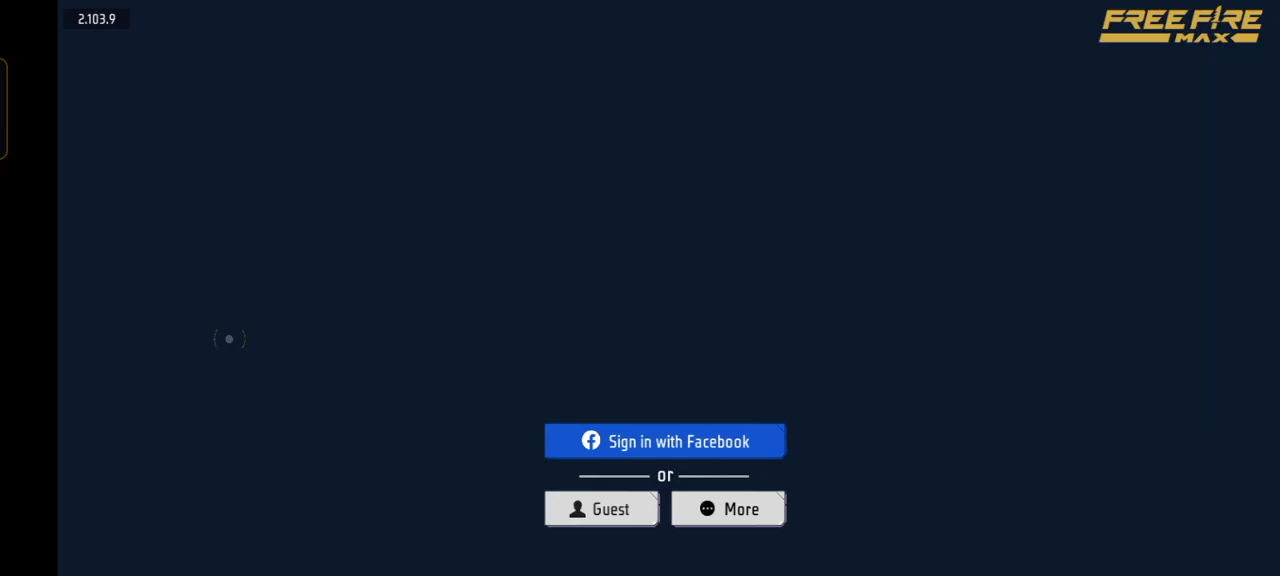 2.103.9
FREE FIRE
MAX
Sign in with Facebook
or
Guest
More